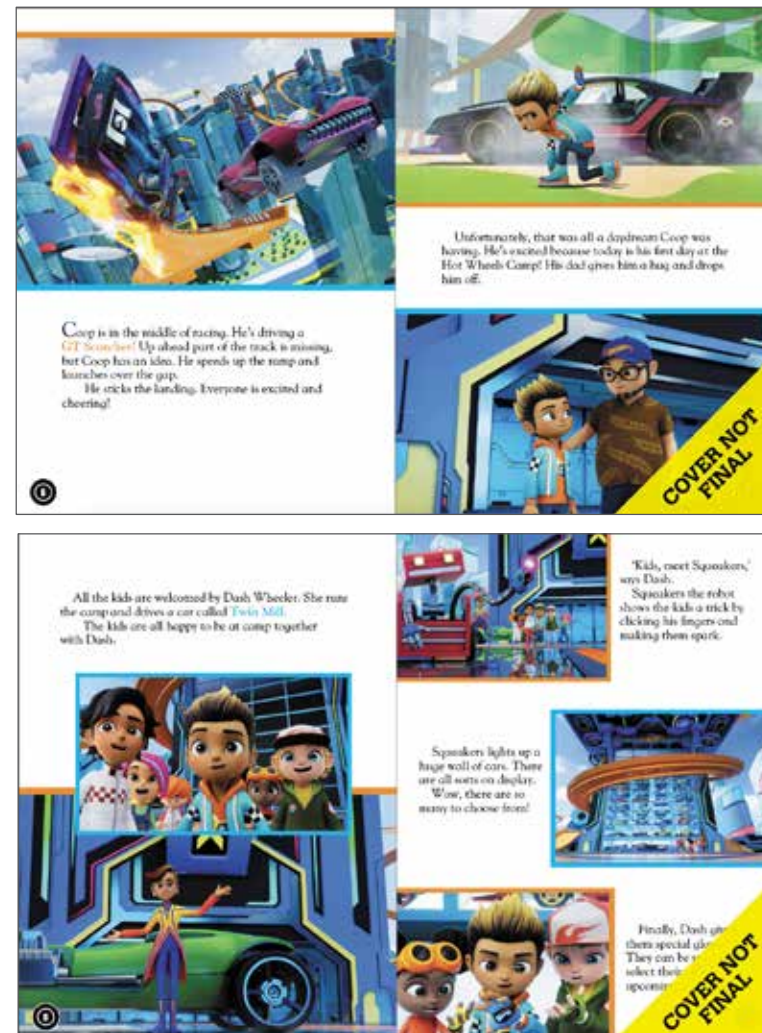 Coop is in the middle of racing. He's driving a
GT Scorcher! Up ahead part of the track is missing,
but Coop has an idea. He speeds up the ramp and
launches over the gap.
He sticks the landing. Everyone is excited and
cheering!
Unfortunately, that was all a daydream Coop was
having. He's excited because today is his first day at the
Hot Wheels Camp! His dad gives him a hug and drops
him off.
COVER NOT
FINAL
All the kids are welcomed by Dash Wheeler. She runs
the camp and drives a car called Twin Mill.
The kids are all happy to be at camp together
with Dash.
'Kids, meet Squeakers,'
says Dash.
Squeakers the robot
shows the kids a trick by
clicking his fingers and
making them spark.
Squeakers lights up a
huge wall of cars. There
are all sorts on display.
Wow, there are so
many to choose from!
Finally, Dash
them special
They can be
select their
COVER NOT
FINAL